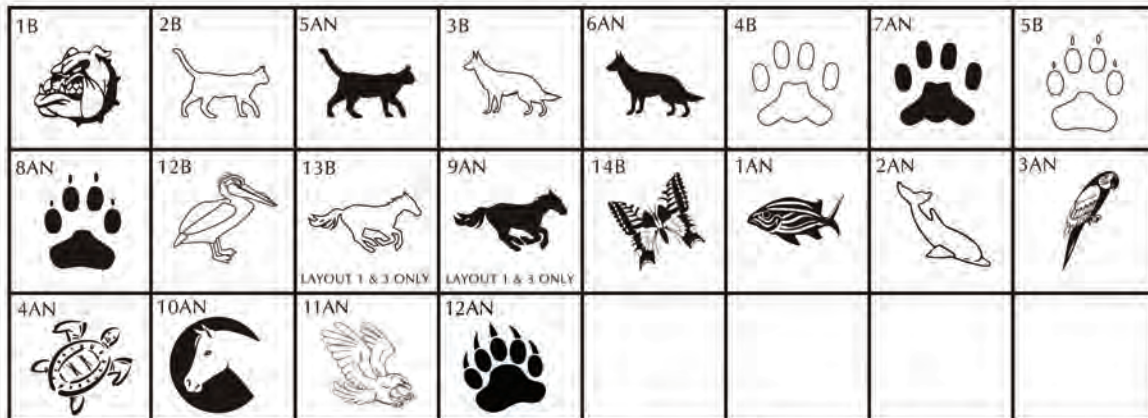 1B 2B 5AN 3B 6AN 4B 7AN 5B
8AN 12B 13B 9AN 14B 1AN 2AN 3AN
LAYOUT 1 & 3 ONLY LAYOUT 1 & 3 ONLY
4AN 10AN 11AN 12AN